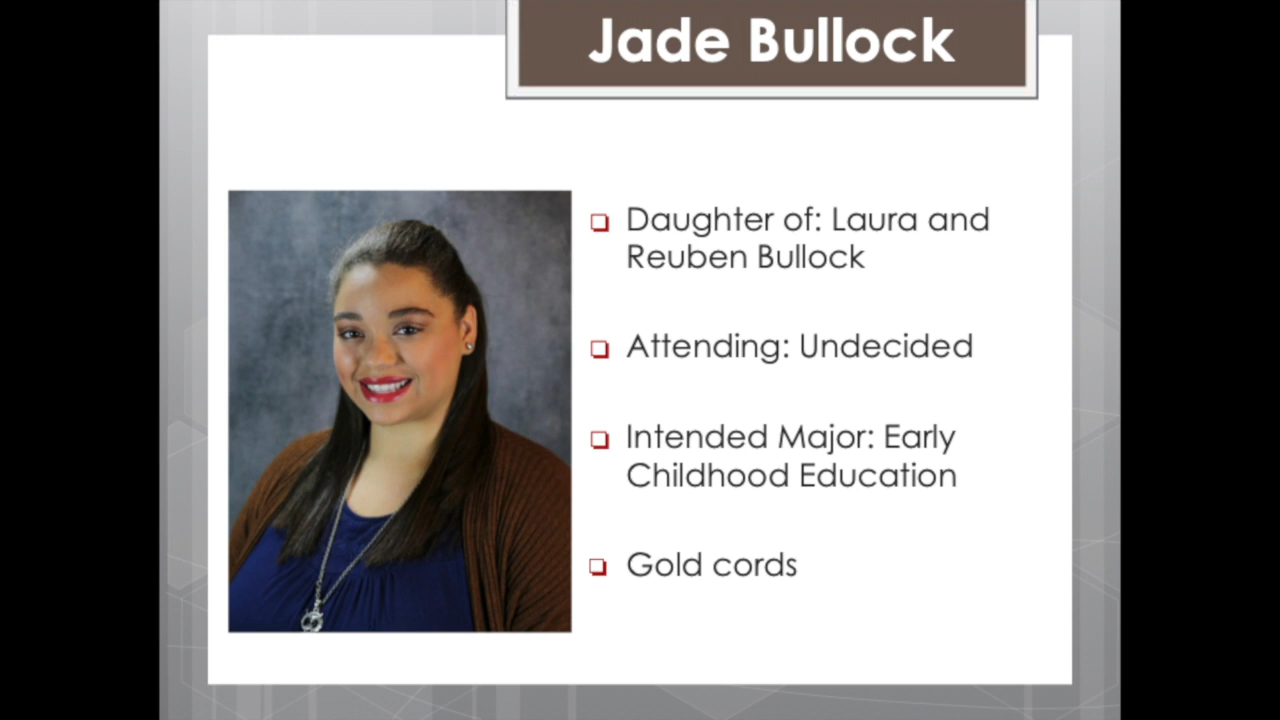 Jade Bullock
Daughter of: Laura and
Reuben Bullock
Attending: Undecided
Intended Major: Early
Childhood Education
Gold cords